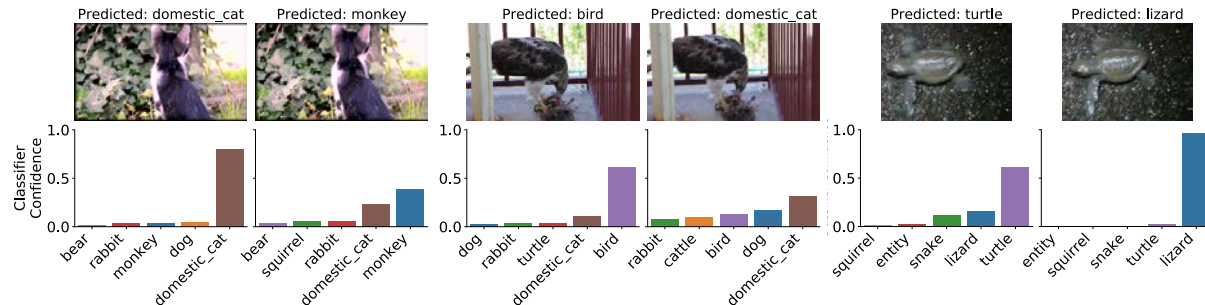 Predicted: domestic_cat
Predicted: monkey
Predicted: bird
Predicted: domestic_cat
Predicted: turtle
Predicted: lizard
Classifier
Confidence
1.0
0.5
0.0
bear
rabbit
monkey
dog
domestic_cat
bear
squirrel
rabbit
domestic_cat
monkey
1.0
0.5
0.0
dog
rabbit
turtle
domestic_cat
bird
rabbit
cattle
bird
dog
domestic_cat
1.0
0.5
0.0
squirrel
entity
snake
lizard
turtle
entity
squirrel
snake
turtle
lizard